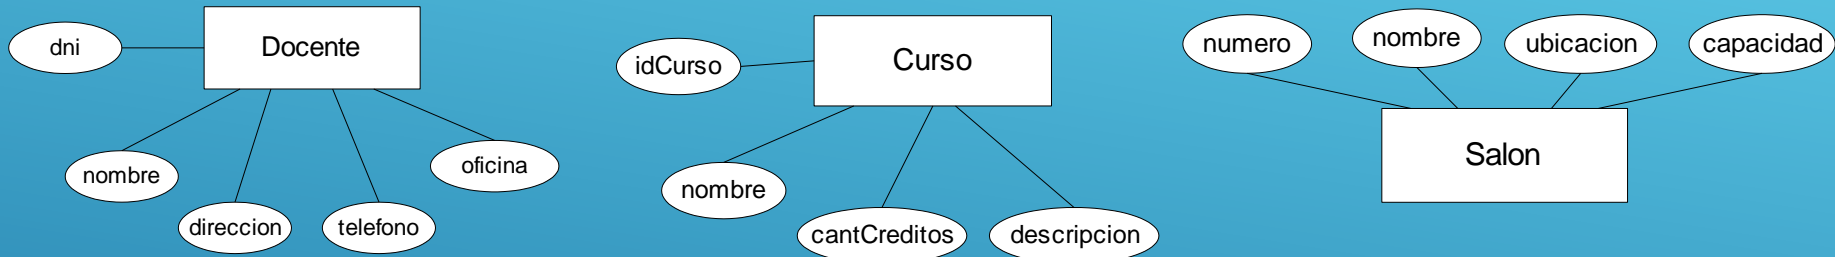 dni
Docente
nombre
direccion
telefono
oficina
idCurso
Curso
nombre
cantCreditos
descripcion
numero
nombre
ubicacion
capacidad
Salon